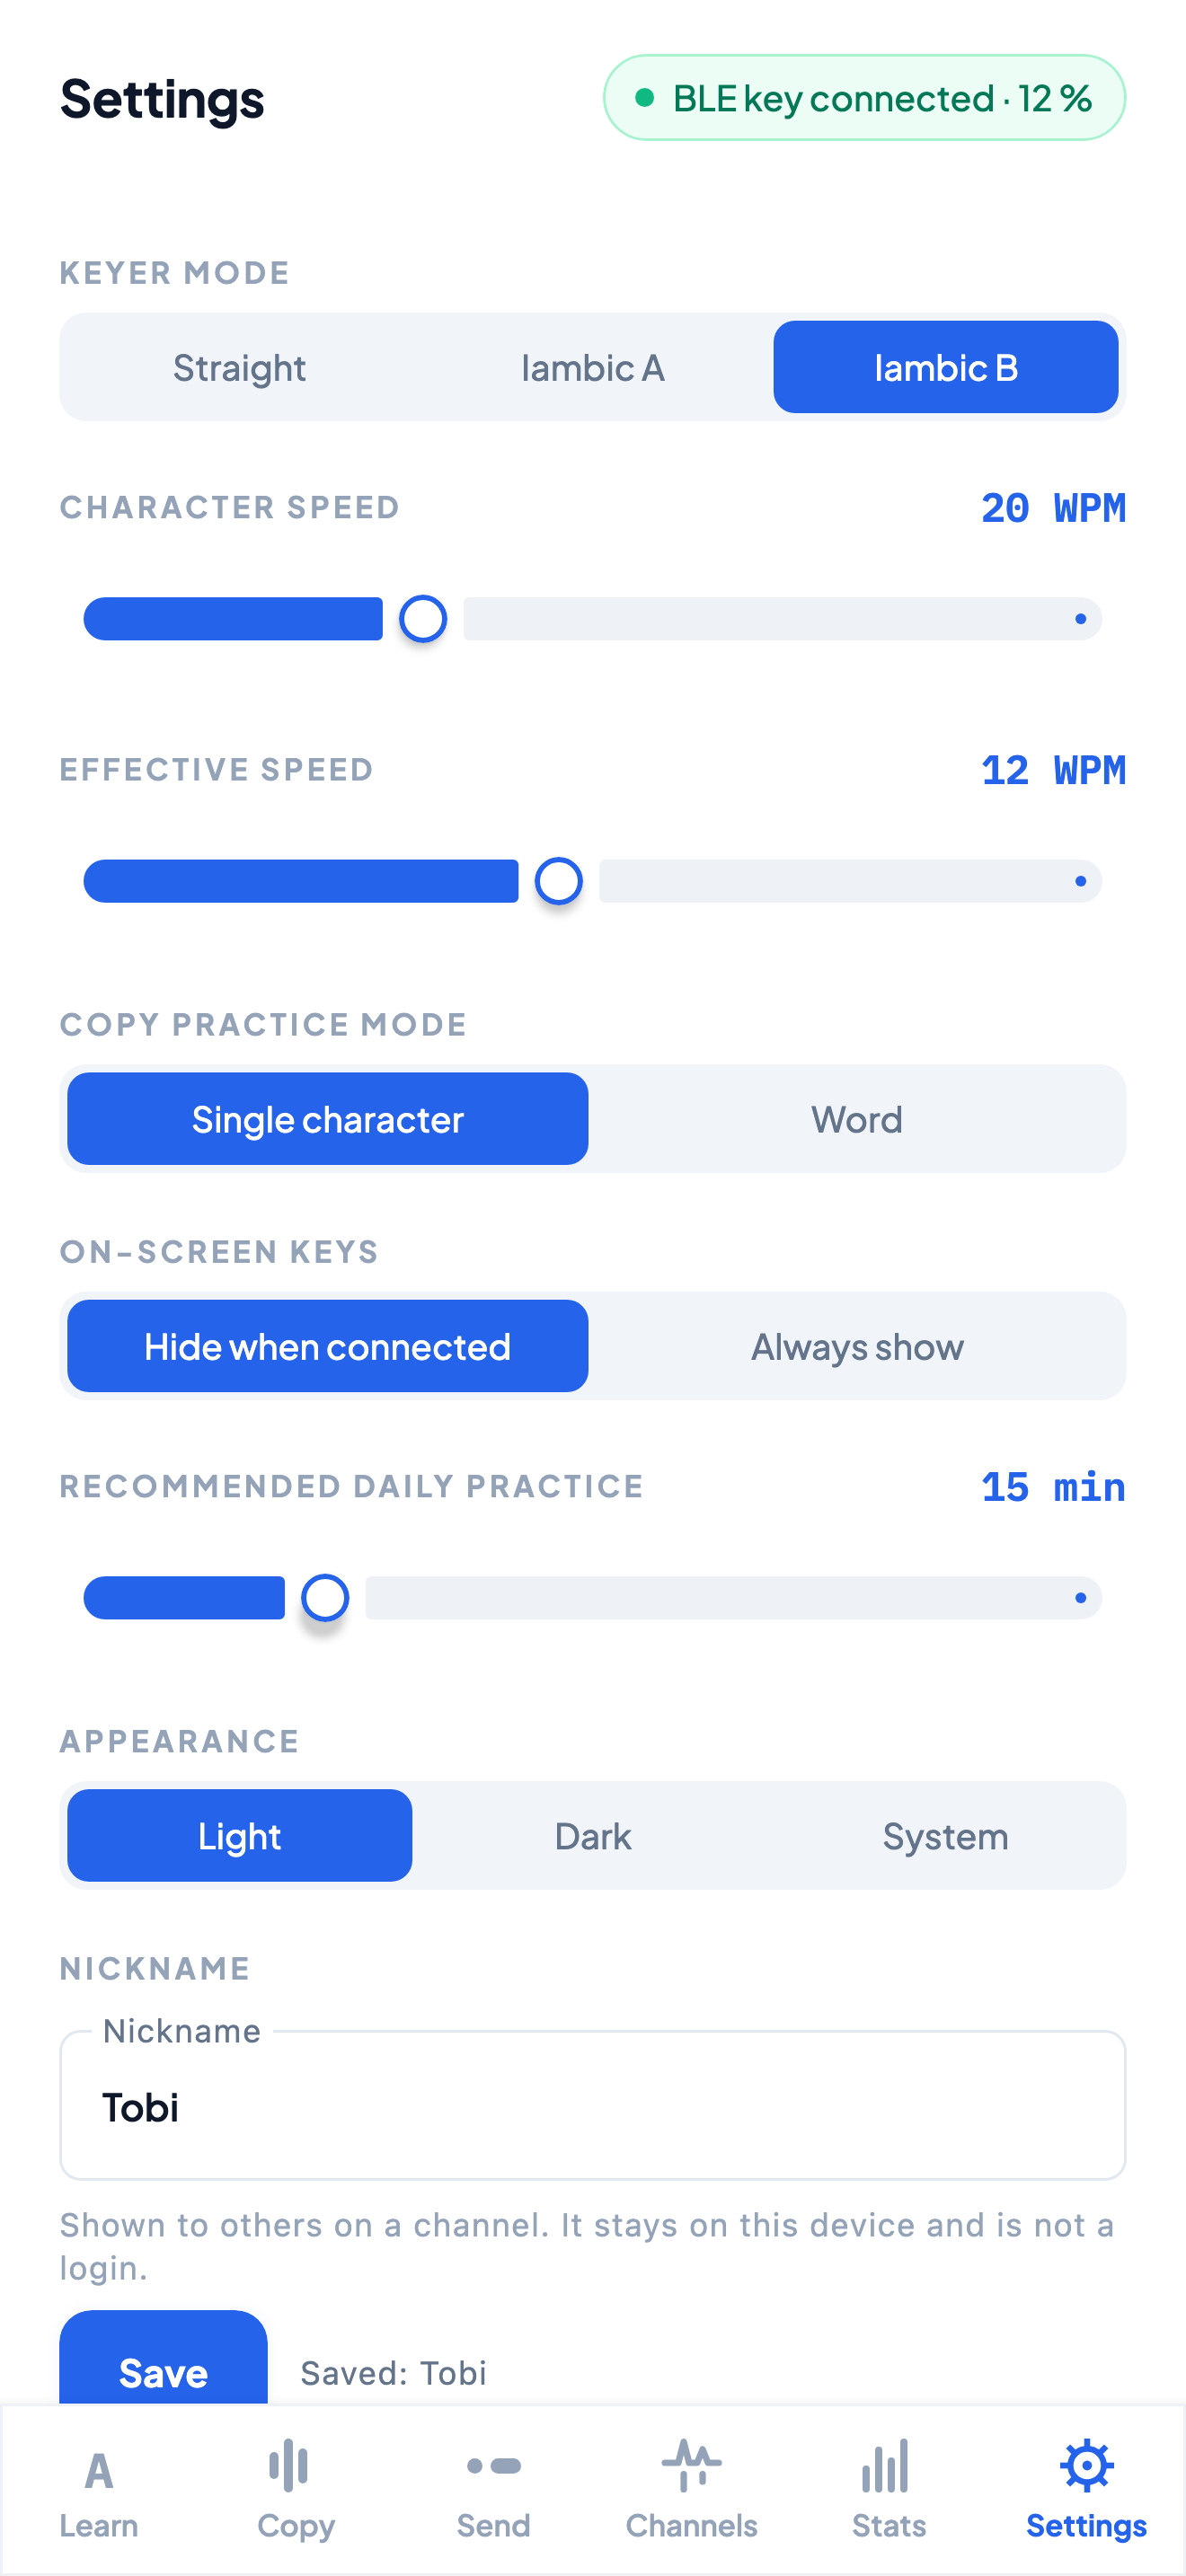 Settings
BLE key connected · 12 %
KEYER MODE
Straight
Iambic A
Iambic B
CHARACTER SPEED
20 WPM
EFFECTIVE SPEED
12 WPM
COPY PRACTICE MODE
Single character
Word
ON-SCREEN KEYS
Hide when connected
Always show
RECOMMENDED DAILY PRACTICE
15 min
APPEARANCE
Light
Dark
System
NICKNAME
Nickname
Tobi
Shown to others on a channel. It stays on this device and is not a
login.
Save
Saved: Tobi
A
Learn
Copy
Send
Channels
Stats
Settings